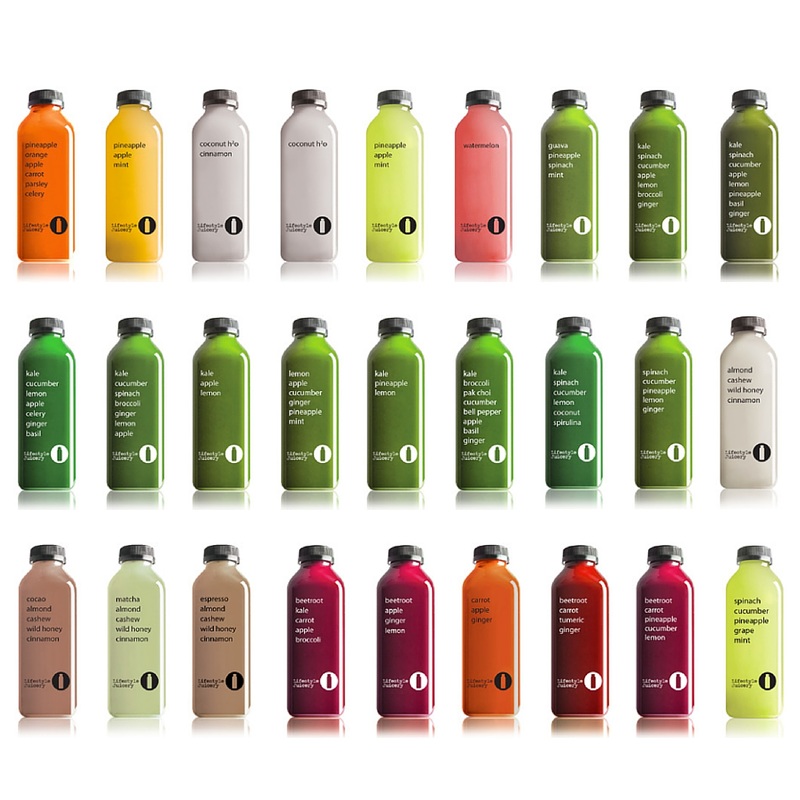 pineapple
orange
apple
carrot
parsley
celery
Lifestyle
Juicery
pineapple
apple
mint
Lifestyle
Juicery
coconut h²o
cinnamon
Lifestyle
Juicery
coconut h²o
Lifestyle
Juicery
pineapple
apple
mint
Lifestyle
Juicery
watermelon
Lifestyle
Juicery
guava
pineapple
spinach
mint
Lifestyle
Juicery
kale
spinach
cucumber
apple
lemon
broccoli
ginger
Lifestyle
Juicery
kale
spinach
cucumber
apple
lemon
pineapple
basil
ginger
Lifestyle
Juicery
kale
cucumber
lemon
apple
celery
ginger
basil
Lifestyle
Juicery
kale
cucumber
spinach
broccoli
ginger
lemon
apple
Lifestyle
Juicery
kale
apple
lemon
Lifestyle
Juicery
lemon
apple
cucumber
ginger
pineapple
mint
Lifestyle
Juicery
kale
pineapple
lemon
Lifestyle
Juicery
kale
broccoli
pak choi
cucumber
bell pepper
apple
basil
ginger
Lifestyle
Juicery
kale
spinach
cucumber
lemon
coconut
spirulina
Lifestyle
Juicery
spinach
cucumber
pineapple
lemon
ginger
Lifestyle
Juicery
almond
cashew
wild honey
cinnamon
Lifestyle
Juicery
cocao
almond
cashew
wild honey
cinnamon
Lifestyle
Juicery
matcha
almond
cashew
wild honey
cinnamon
Lifestyle
Juicery
espresso
almond
cashew
wild honey
cinnamon
Lifestyle
Juicery
beetroot
kale
carrot
apple
broccoli
Lifestyle
Juicery
beetroot
apple
ginger
lemon
Lifestyle
Juicery
carrot
apple
ginger
Lifestyle
Juicery
beetroot
carrot
tumeric
ginger
Lifestyle
Juicery
beetroot
carrot
pineapple
cucumber
lemon
Lifestyle
Juicery
spinach
cucumber
pineapple
grape
mint
Lifestyle
Juicery